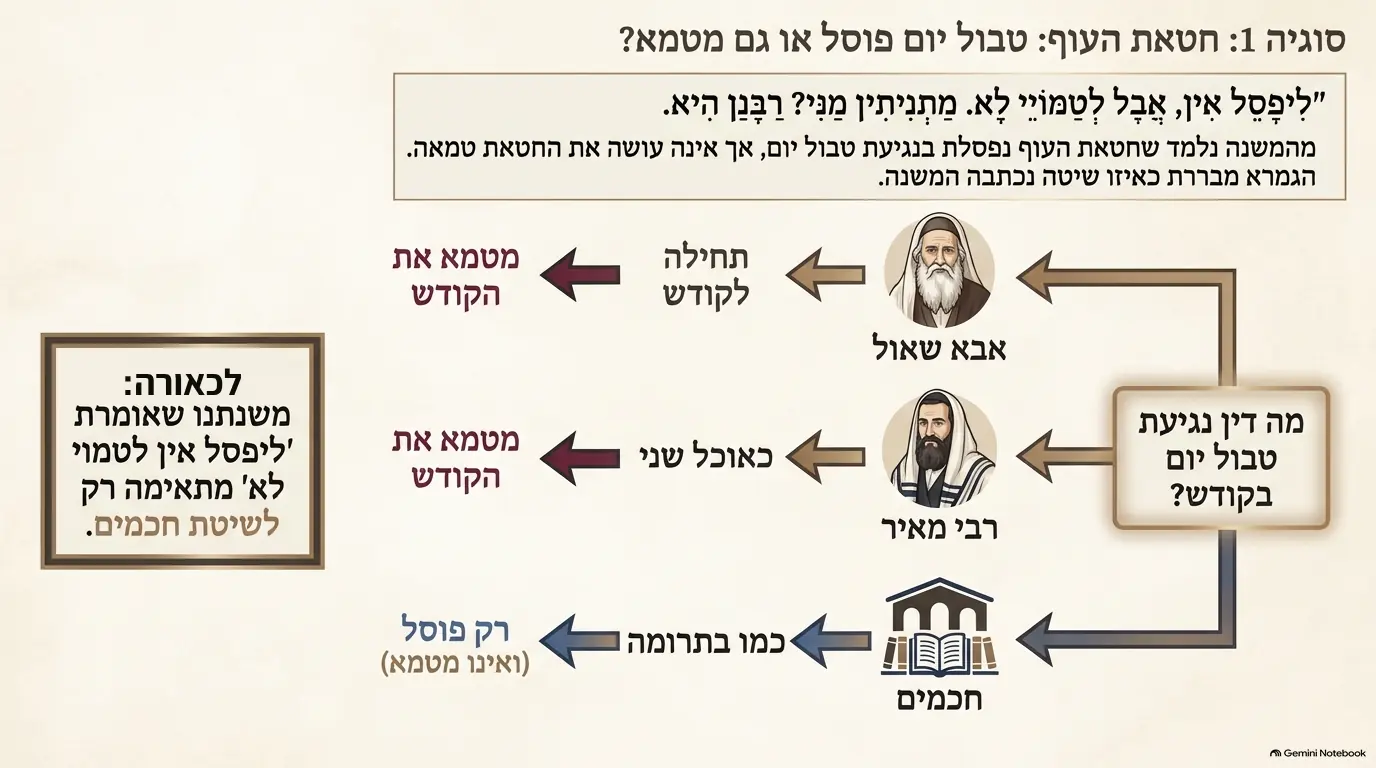 סוגיה 1: חטאת העוף: טבול יום פוסל או גם מטמא?
"לִיפָסֵל אִין, אֲבָל לְטַמּוֹיֵי לָא. מַתְנִיתִין מַנִּי? רַבָּנַן הִיא.
מהמשנה נלמד שחטאת העוף נפסלת בנגיעת טבול יום, אך אינה עושה את החטאת טמאה.
הגמרא מבררת כאיזו שיטה נכתבה המשנה.
מה דין נגיעת
טבול יום
בקודש?
אבא שאול
תחילה
לקודש
מטמא את
הקודש
רבי מאיר
כאוכל שני
מטמא את
הקודש
חכמים
כמו בתרומה
רק פוסל
(ואינו מטמא)
לכאורה:
משנתנו שאומרת
'ליפסל אין לטמוי
לא' מתאימה רק
לשיטת חכמים.
Gemini Notebook